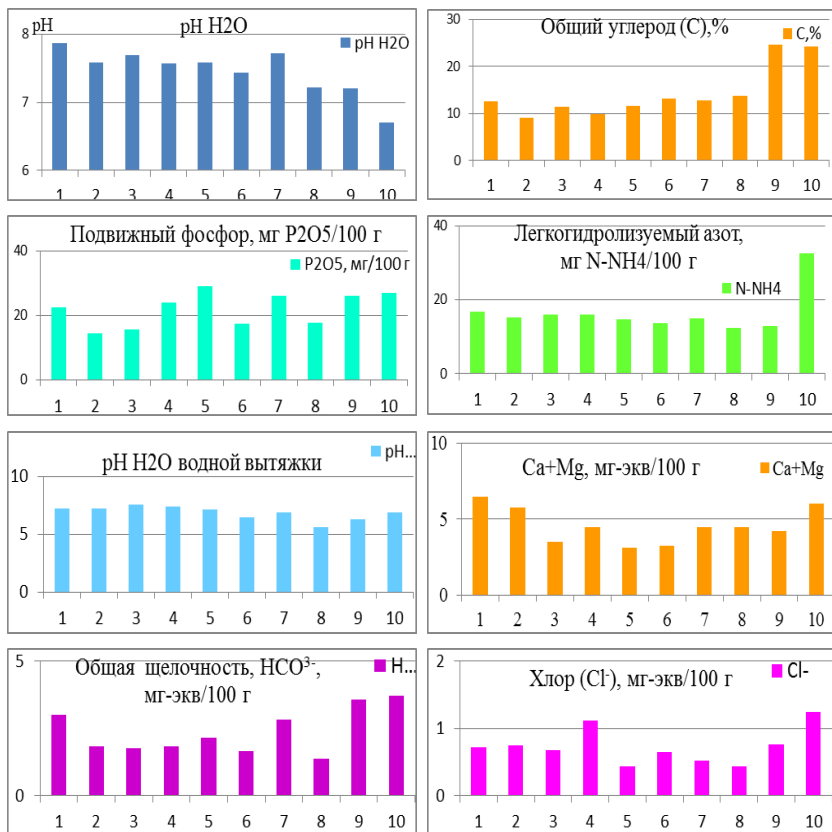 pH H2O
pH
pH H2O
8
7
6
1 2 3 4 5 6 7 8 9 10
Общий углерод (C),%
C,%
30
20
10
0
1 2 3 4 5 6 7 8 9 10
Подвижный фосфор, мг P2O5/100 г
P2O5, мг/100 г
40
20
0
1 2 3 4 5 6 7 8 9 10
Легкогидролизуемый азот,
мг N-NH4/100 г
N-NH4
40
20
0
1 2 3 4 5 6 7 8 9 10
pH H2O водной вытяжки
pH...
10
5
0
1 2 3 4 5 6 7 8 9 10
Ca+Mg, мг-экв/100 г
Ca+Mg
10
5
0
1 2 3 4 5 6 7 8 9 10
Общая щелочность, HCO³⁻,
мг-экв/100 г
H...
5
0
1 2 3 4 5 6 7 8 9 10
Хлор (Cl⁻), мг-экв/100 г
Cl-
2
1
0
1 2 3 4 5 6 7 8 9 10